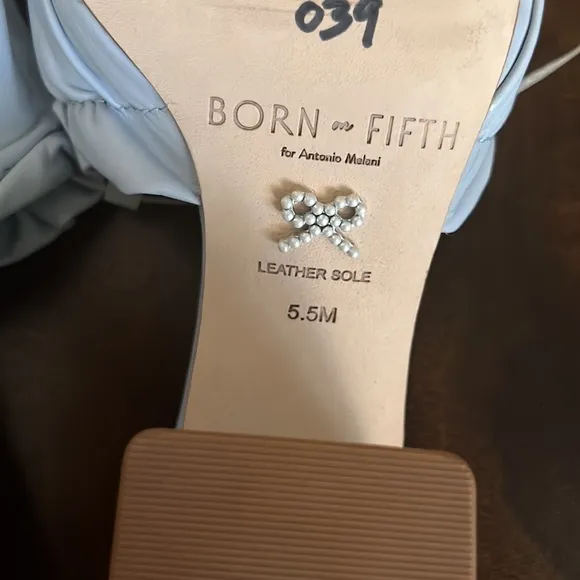 039
BORN on FIFTH
for Antonio Melani
LEATHER SOLE
5.5M